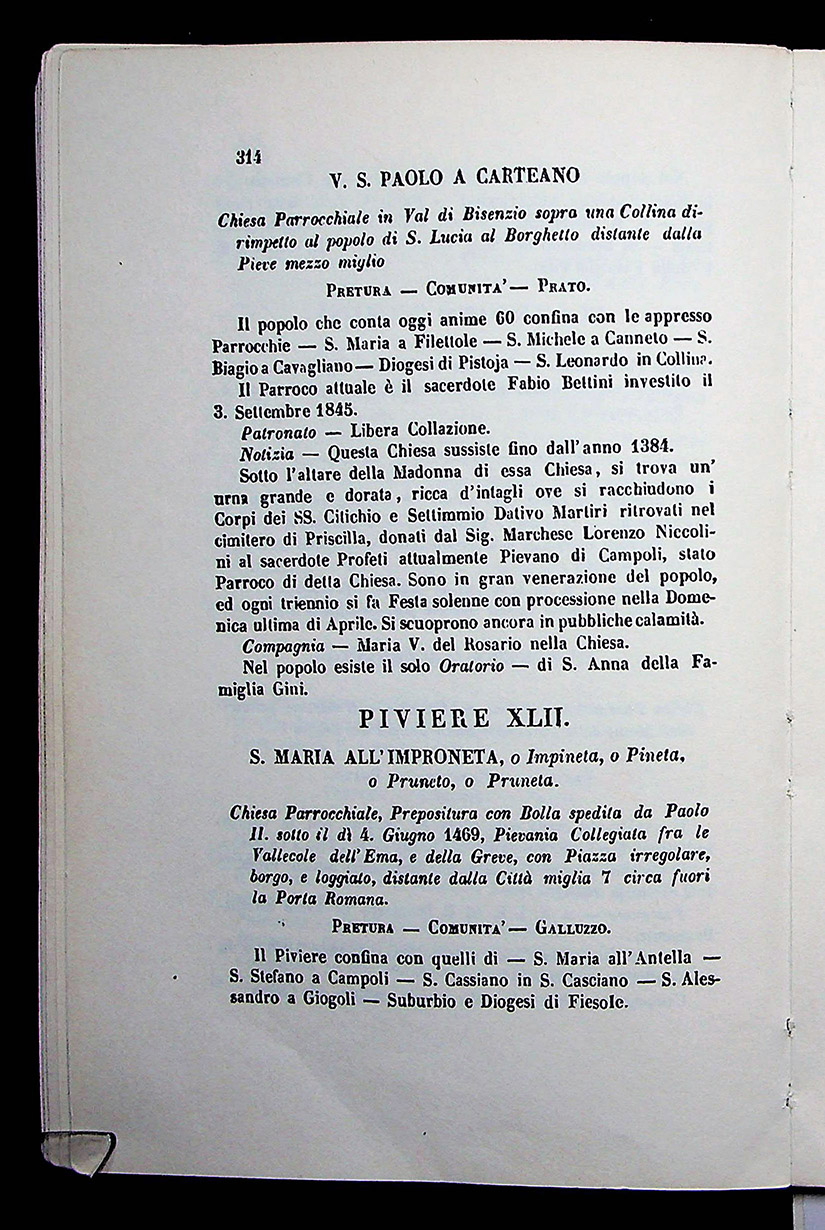 314
V. S. PAOLO A CARTEANO
Chiesa Parrocchiale in Val di Bisenzio sopra una Collina di-
rimpetto al popolo di S. Lucia al Borghetto distante dalla
Pieve mezzo miglio
PRETURA — COMUNITA' — PRATO.
Il popolo che conta oggi anime 60 confina con le appresso
Parrocchie — S. Maria a Filettole — S. Michele a Canneto — S.
Biagio a Cavagliano — Diogesi di Pistoja — S. Leonardo in Collina.
Il Parroco attuale è il sacerdote Fabio Bettini investito il
3. Settembre 1845.
Patronato — Libera Collazione.
Notizia — Questa Chiesa sussiste fino dall'anno 1384.
Sotto l'altare della Madonna di essa Chiesa, si trova un'
urna grande e dorata, ricca d'intagli ove si racchiudono i
Corpi dei SS. Citichio e Settimmio Dativo Martiri ritrovati nel
cimitero di Priscilla, donati dal Sig. Marchese Lorenzo Niccoli-
ni al sacerdote Profeti attualmente Pievano di Campoli, stato
Parroco di detta Chiesa. Sono in gran venerazione del popolo,
ed ogni triennio si fa Festa solenne con processione nella Dome-
nica ultima di Aprile. Si scuoprono ancora in pubbliche calamità.
Compagnia — Maria V. del Rosario nella Chiesa.
Nel popolo esiste il solo Oratorio — di S. Anna della Fa-
miglia Gini.
PIVIERE XLII.
S. MARIA ALL'IMPRONETA, o Impineta, o Pineta,
o Pruneto, o Pruneta.
Chiesa Parrocchiale, Prepositura con Bolla spedita da Paolo
II. sotto il dì 4. Giugno 1469, Pievania Collegiata fra le
Vallecole dell'Ema, e della Greve, con Piazza irregolare,
borgo, e loggiato, distante dalla Città miglia 7 circa fuori
la Porta Romana.
PRETURA — COMUNITA' — GALLUZZO.
Il Piviere confina con quelli di — S. Maria all'Antella —
S. Stefano a Campoli — S. Cassiano in S. Casciano — S. Ales-
sandro a Giogoli — Suburbio e Diogesi di Fiesole.